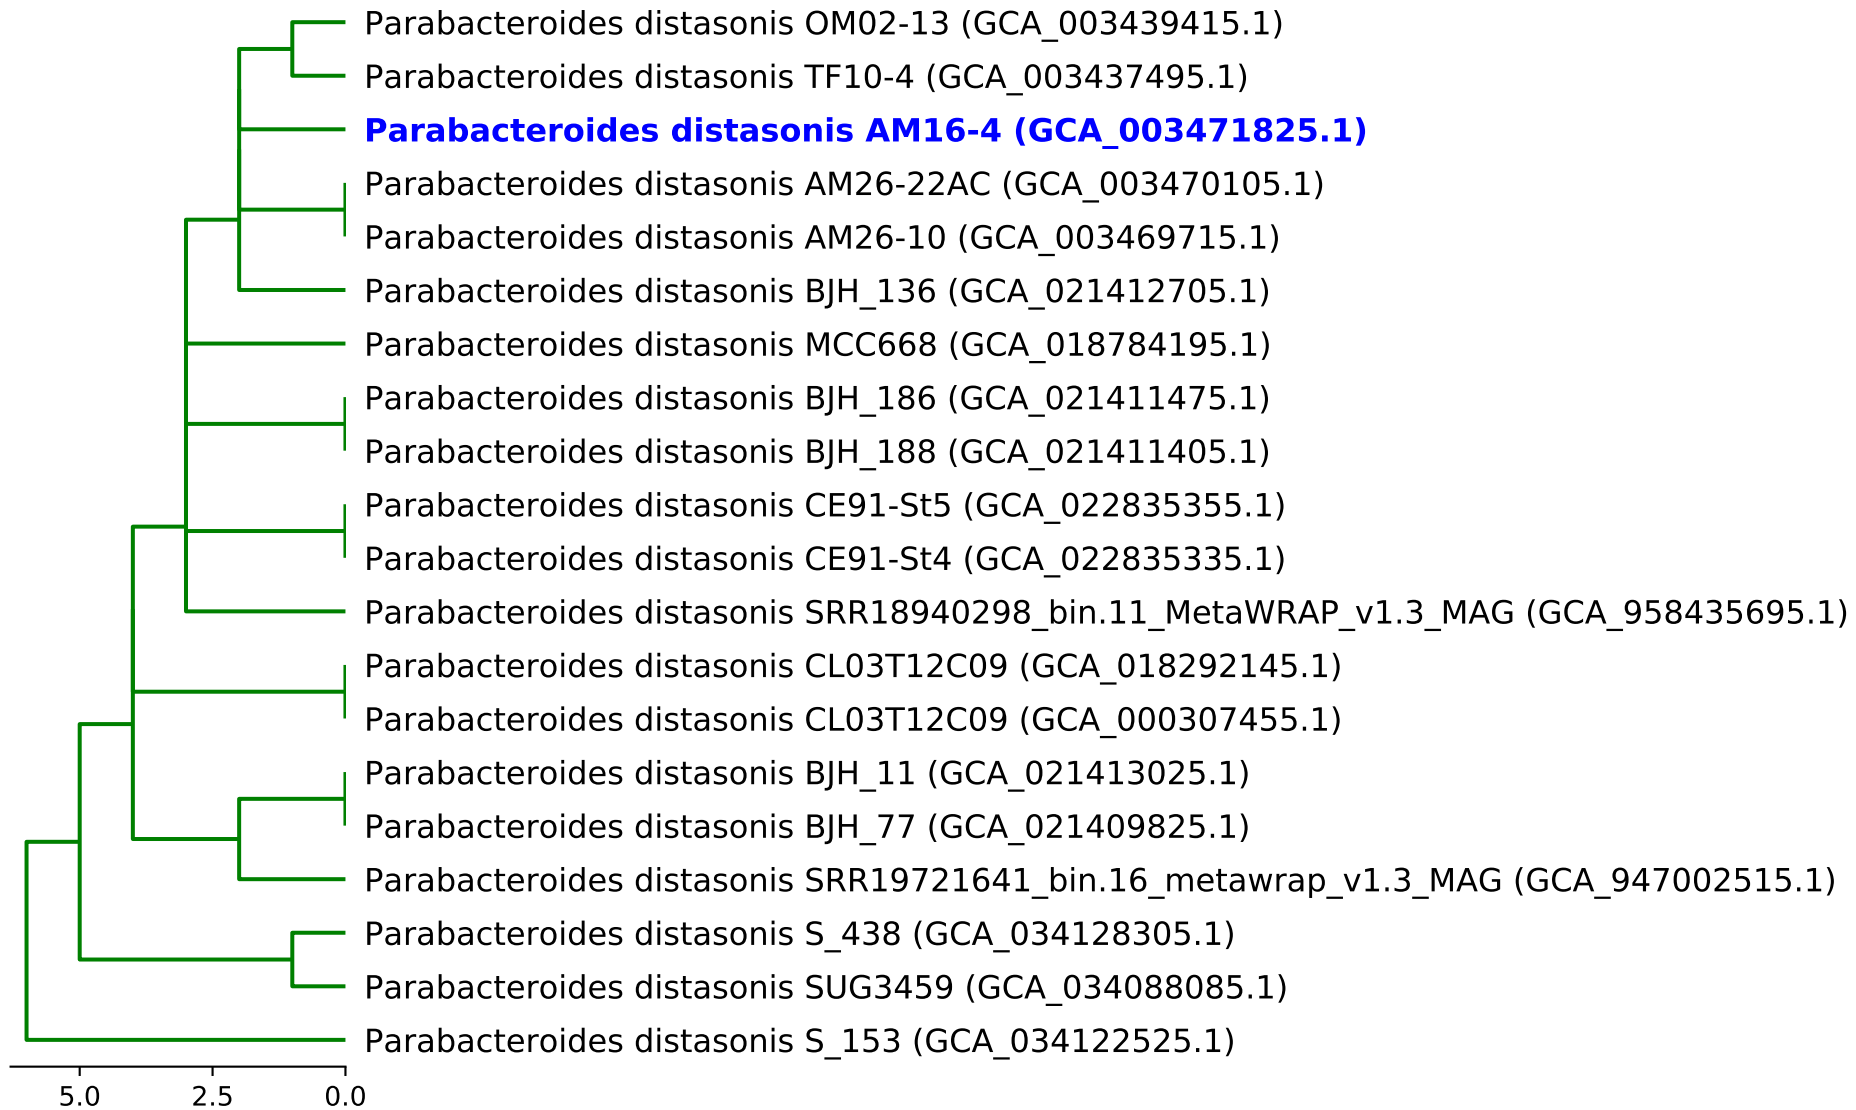 Parabacteroides distasonis OM02-13 (GCA_003439415.1)
Parabacteroides distasonis TF10-4 (GCA_003437495.1)
Parabacteroides distasonis AM16-4 (GCA_003471825.1)
Parabacteroides distasonis AM26-22AC (GCA_003470105.1)
Parabacteroides distasonis AM26-10 (GCA_003469715.1)
Parabacteroides distasonis BJH_136 (GCA_021412705.1)
Parabacteroides distasonis MCC668 (GCA_018784195.1)
Parabacteroides distasonis BJH_186 (GCA_021411475.1)
Parabacteroides distasonis BJH_188 (GCA_021411405.1)
Parabacteroides distasonis CE91-St5 (GCA_022835355.1)
Parabacteroides distasonis CE91-St4 (GCA_022835335.1)
Parabacteroides distasonis SRR18940298_bin.11_MetaWRAP_v1.3_MAG (GCA_958435695.1)
Parabacteroides distasonis CL03T12C09 (GCA_018292145.1)
Parabacteroides distasonis CL03T12C09 (GCA_000307455.1)
Parabacteroides distasonis BJH_11 (GCA_021413025.1)
Parabacteroides distasonis BJH_77 (GCA_021409825.1)
Parabacteroides distasonis SRR19721641_bin.16_metawrap_v1.3_MAG (GCA_947002515.1)
Parabacteroides distasonis S_438 (GCA_034128305.1)
Parabacteroides distasonis SUG3459 (GCA_034088085.1)
Parabacteroides distasonis S_153 (GCA_034122525.1)
5.0 2.5 0.0